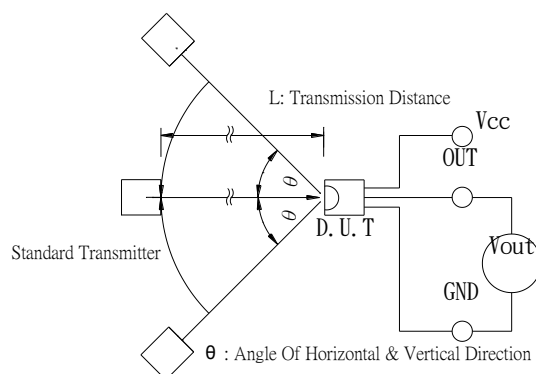 L: Transmission Distance
Vcc
OUT
θ
θ
D.U.T
Standard Transmitter
Vout
GND
θ : Angle Of Horizontal & Vertical Direction